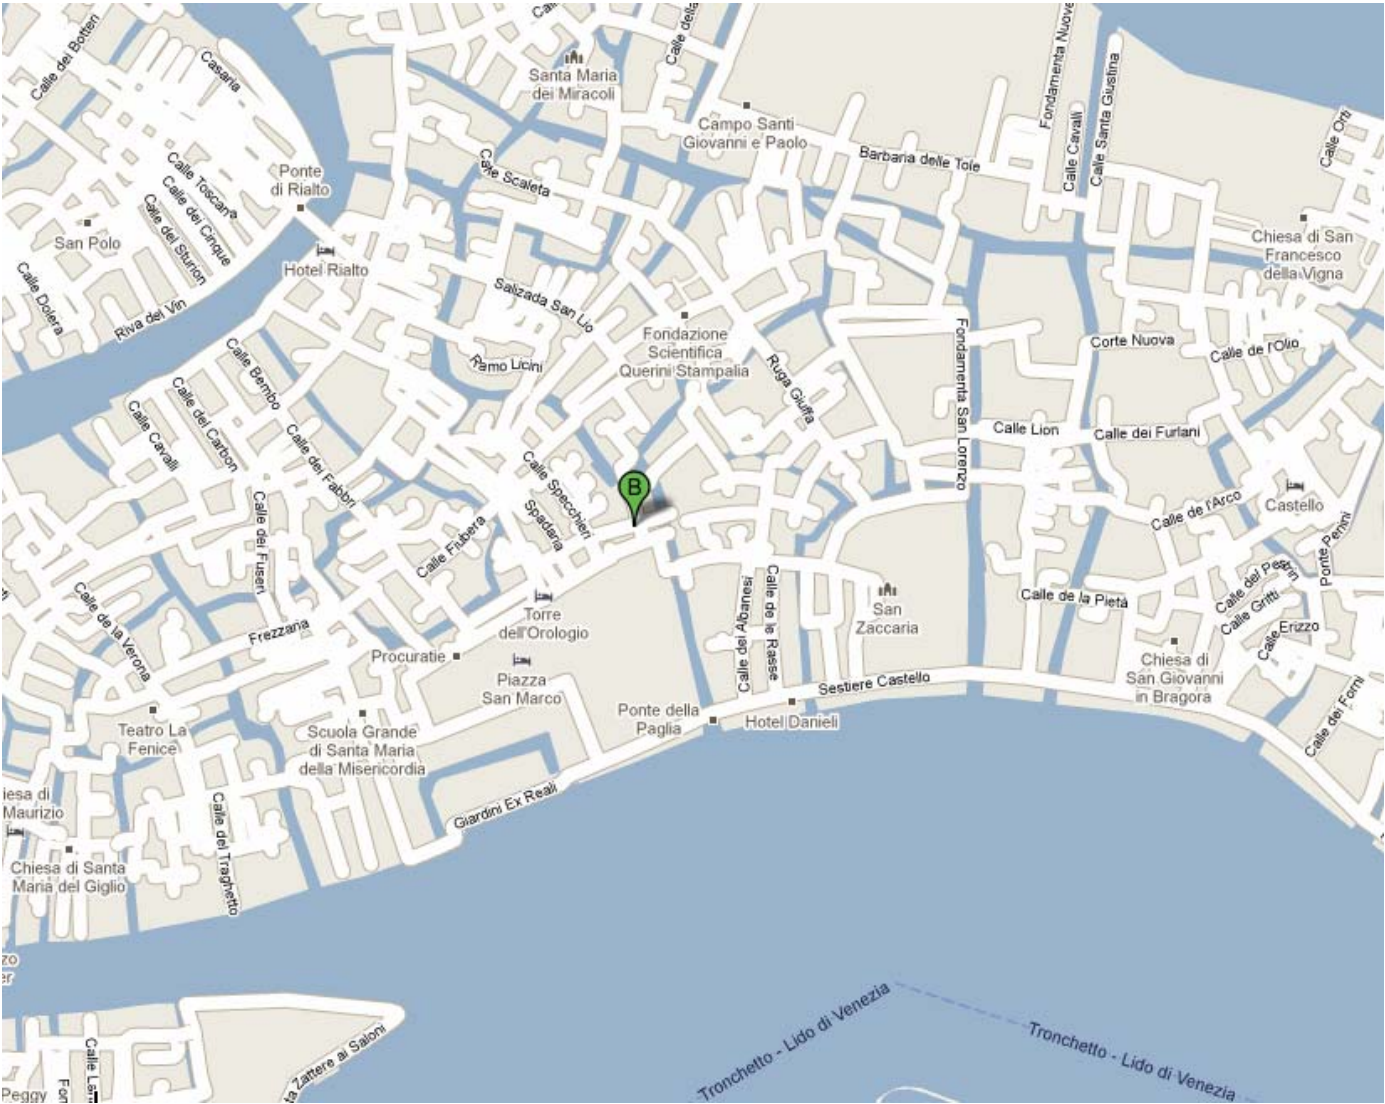 Calle dei Botteri
Casaria
Santa Maria
dei Miracoli
Calle della
Fondamenta Nuove
Calle Cavalli
Calle Santa Giustina
Calle Orti
Campo Santi
Giovanni e Paolo
Barbaria delle Tole
Calle Scaleta
Ponte
di Rialto
Calle Toscana
Calle dei Cinque
Calle del Sturion
San Polo
Hotel Rialto
Calle Dolera
Riva del Vin
Salizada San Lio
Chiesa di San
Francesco
della Vigna
Fondazione
Scientifica
Querini Stampalia
Ramo Licini
Ruga Giuffa
Fondamenta San Lorenzo
Corte Nuova
Calle de l'Olio
Calle Bembo
Calle del Carbon
Calle Cavalli
Calle dei Fabbri
Calle Lion
Calle dei Furlani
Calle Specchieri
Spadaria
B
Calle dei Fuseri
Calle Fiubera
Calle de l'Arco
Castello
Ponte Penini
Calle de la Verona
Frezzaria
Torre
dell'Orologio
Calle dei Albanesi
Calle de le Rasse
San
Zaccaria
Calle de la Pietà
Calle Gritti
Erizzo
Calle
Procuratie
Piazza
San Marco
Sestiere Castello
Chiesa di
San Giovanni
in Bragora
Calle dei Forni
Teatro La
Fenice
Scuola Grande
di Santa Maria
della Misericordia
Ponte della
Paglia
Hotel Danieli
iesa di
Maurizio
Giardini Ex Reali
Calle del Traghetto
Chiesa di Santa
Maria del Giglio
zo
er
Tronchetto - Lido di Venezia
Tronchetto - Lido di Venezia
Zattere ai Saloni
Peggy